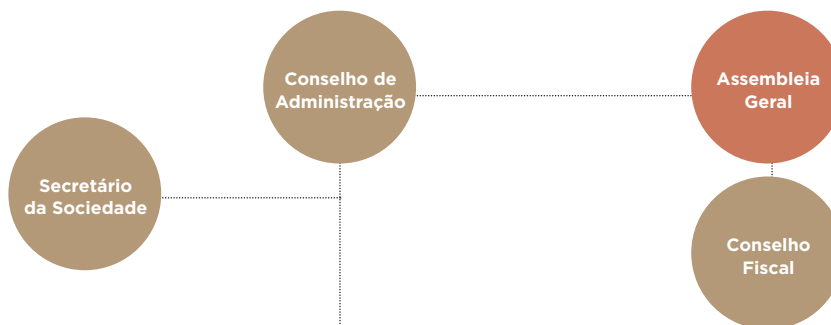 Conselho de
Administração
Assembleia
Geral
Secretário
da Sociedade
Conselho
Fiscal